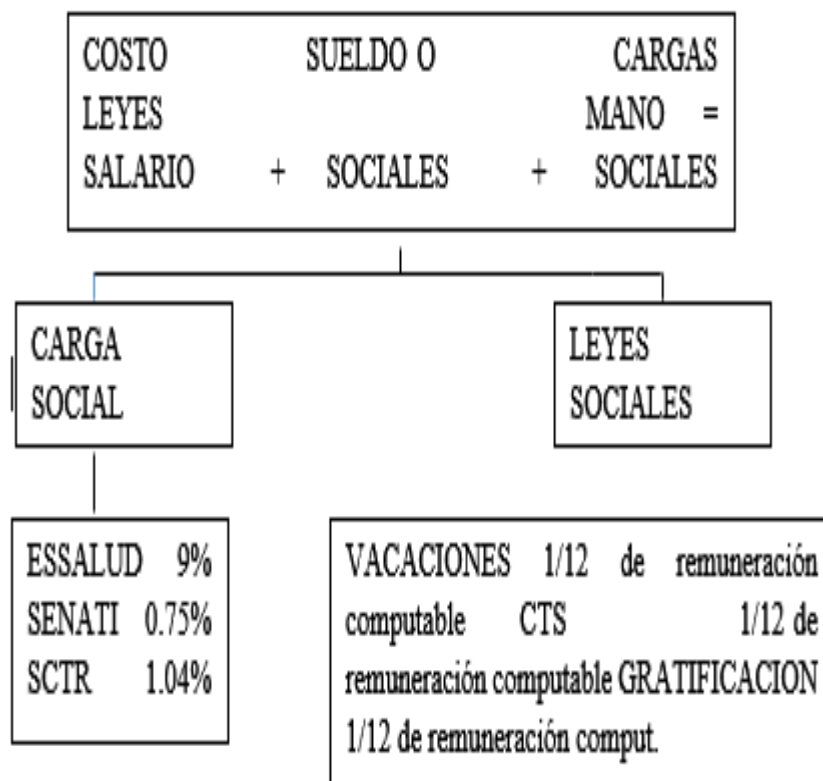 COSTO SUELDO O CARGAS
LEYES MANO =
SALARIO + SOCIALES + SOCIALES
CARGA
SOCIAL
LEYES
SOCIALES
ESSALUD 9%
SENATI 0.75%
SCTR 1.04%
VACACIONES 1/12 de remuneración
computable CTS 1/12 de
remuneración computable GRATIFICACION
1/12 de remuneración comput.